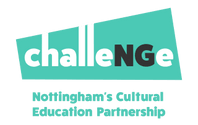 challeNGe
Nottingham's Cultural
Education Partnership